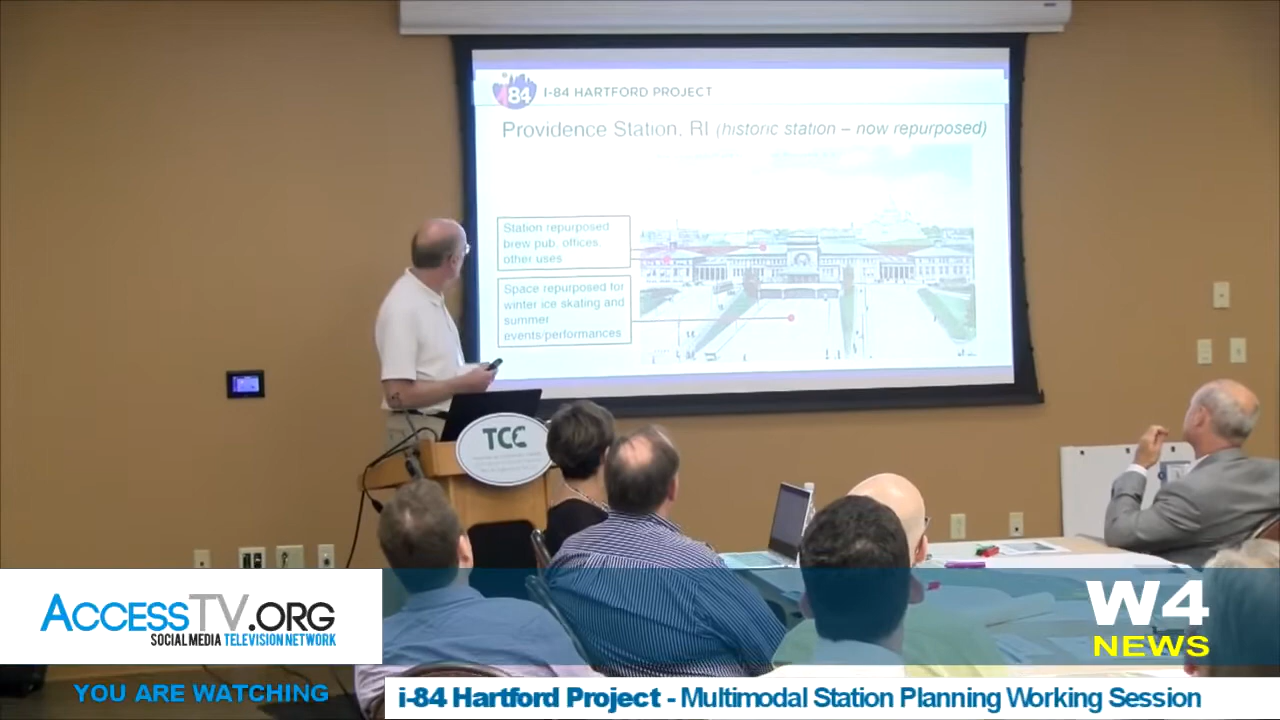 84
I-84 HARTFORD PROJECT
Providence Station, RI (historic station – now repurposed)
Station repurposed
brew pub, offices,
other uses
Space repurposed for
winter ice skating and
summer
events/performances
TCC
ACCESSTV.ORG
SOCIAL MEDIA TELEVISION NETWORK
W4
NEWS
YOU ARE WATCHING
i-84 Hartford Project - Multimodal Station Planning Working Session